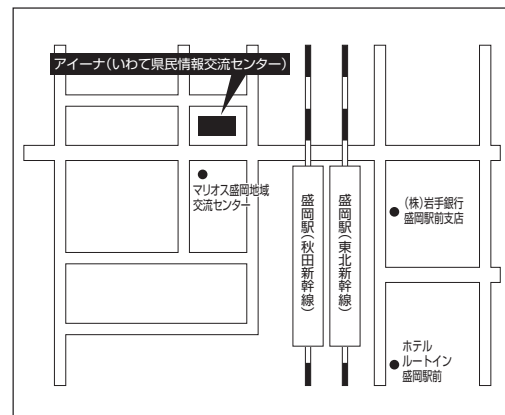 アイーナ(いわて県民情報交流センター)
マリオス盛岡地域
交流センター
盛岡駅(秋田新幹線)
盛岡駅(東北新幹線)
(株)岩手銀行
盛岡駅前支店
ホテル
ルートイン
盛岡駅前